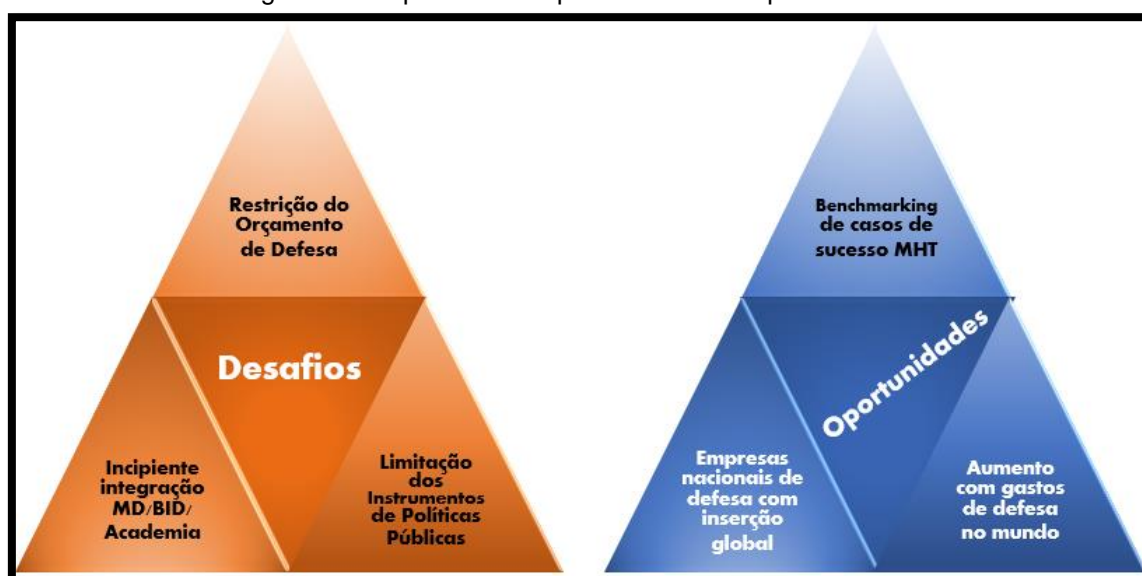 Restrição do
Orçamento
de Defesa
Desafios
Incipiente
integração
MD/BID/
Academia
Limitação
dos
Instrumentos
de Políticas
Públicas
Benchmarking
de casos de
sucesso MHT
Oportunidades
Empresas
nacionais de
defesa com
inserção
global
Aumento
com gastos
de defesa
no mundo